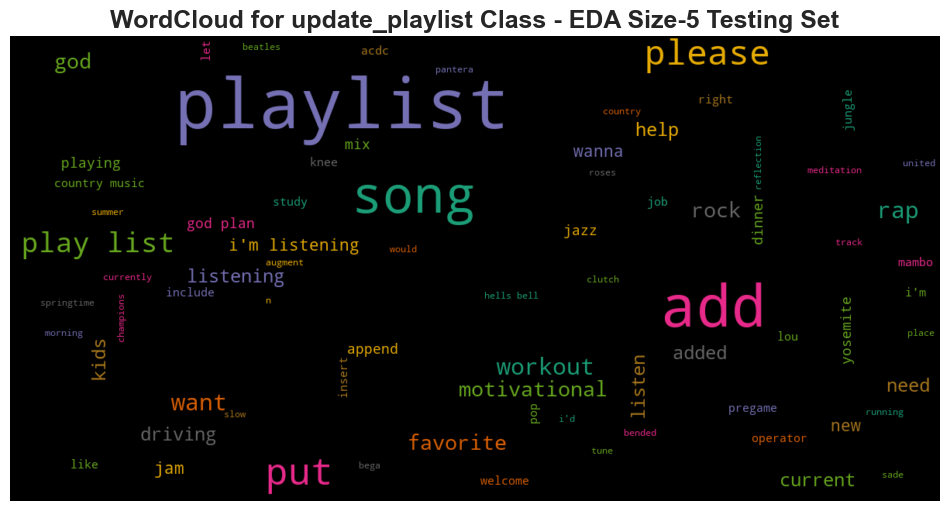 WordCloud for update_playlist Class - EDA Size-5 Testing Set
god
let
beatles
acdc
please
playlist
pantera
right
jungle
country
help
mix
wanna
playing
knee
roses
reflection
meditation
united
country music
song
study
job
rock
dinner
rap
summer
god plan
jazz
play list
i'm listening
would
track
augment
mambo
currently
listening
clutch
include
hells bell
add
i'm
springtime
n
champions
morning
yosemite
place
lou
kids
append
added
insert
workout
listen
motivational
need
want
slow
pop
i'd
pregame
running
new
driving
favorite
bended
operator
tune
like
jam
put
bega
welcome
current
sade